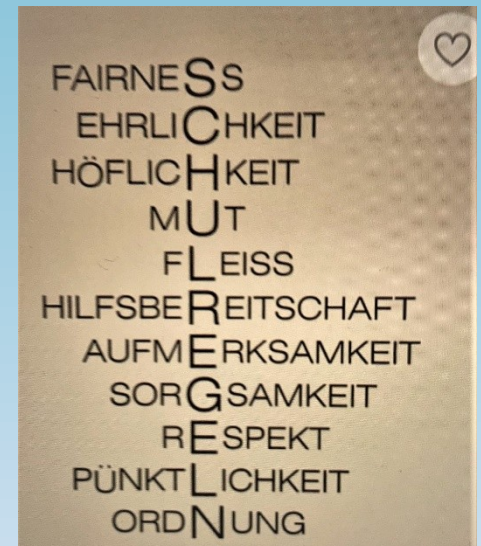 FAIRNESS
EHRLICHKEIT
HÖFLICHKEIT
MUT
FLEISS
HILFSBEREITSCHAFT
AUFMERKSAMKEIT
SORGSAMKEIT
RESPEKT
PÜNKTLICHKEIT
ORDNUNG